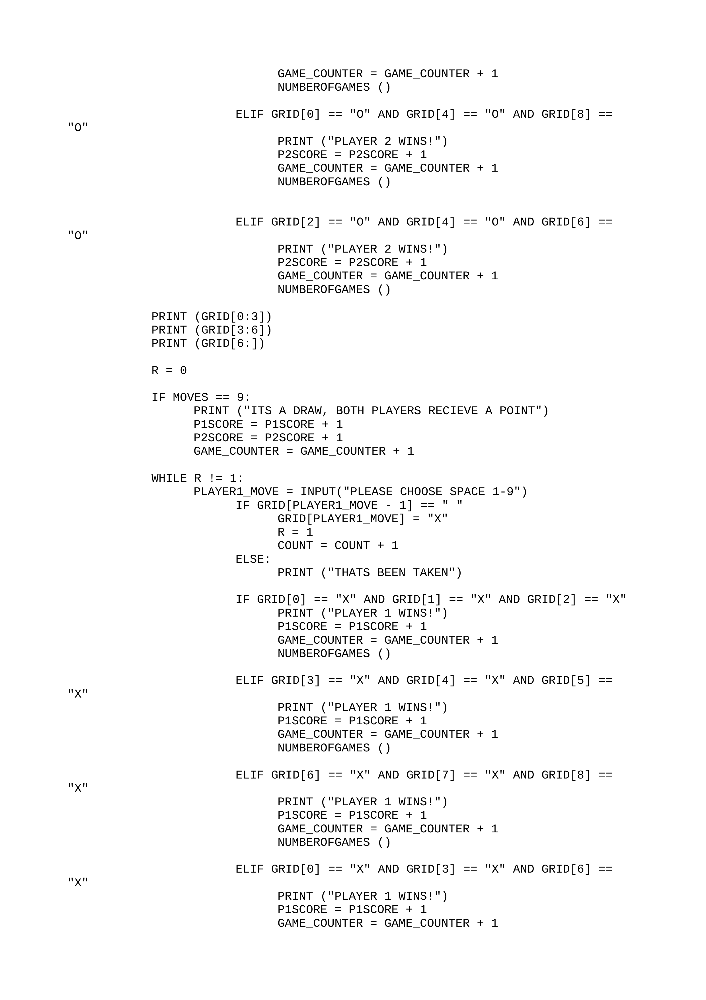 GAME_COUNTER = GAME_COUNTER + 1
NUMBEROFGAMES ()
ELIF GRID[0] == "O" AND GRID[4] == "O" AND GRID[8] ==
"O"
PRINT ("PLAYER 2 WINS!")
P2SCORE = P2SCORE + 1
GAME_COUNTER = GAME_COUNTER + 1
NUMBEROFGAMES ()
ELIF GRID[2] == "O" AND GRID[4] == "O" AND GRID[6] ==
"O"
PRINT ("PLAYER 2 WINS!")
P2SCORE = P2SCORE + 1
GAME_COUNTER = GAME_COUNTER + 1
NUMBEROFGAMES ()
PRINT (GRID[0:3])
PRINT (GRID[3:6])
PRINT (GRID[6:])
R = 0
IF MOVES == 9:
PRINT ("ITS A DRAW, BOTH PLAYERS RECIEVE A POINT")
P1SCORE = P1SCORE + 1
P2SCORE = P2SCORE + 1
GAME_COUNTER = GAME_COUNTER + 1
WHILE R != 1:
PLAYER1_MOVE = INPUT("PLEASE CHOOSE SPACE 1-9")
IF GRID[PLAYER1_MOVE - 1] == " "
GRID[PLAYER1_MOVE] = "X"
R = 1
COUNT = COUNT + 1
ELSE:
PRINT ("THATS BEEN TAKEN")
IF GRID[0] == "X" AND GRID[1] == "X" AND GRID[2] == "X"
PRINT ("PLAYER 1 WINS!")
P1SCORE = P1SCORE + 1
GAME_COUNTER = GAME_COUNTER + 1
NUMBEROFGAMES ()
ELIF GRID[3] == "X" AND GRID[4] == "X" AND GRID[5] ==
"X"
PRINT ("PLAYER 1 WINS!")
P1SCORE = P1SCORE + 1
GAME_COUNTER = GAME_COUNTER + 1
NUMBEROFGAMES ()
ELIF GRID[6] == "X" AND GRID[7] == "X" AND GRID[8] ==
"X"
PRINT ("PLAYER 1 WINS!")
P1SCORE = P1SCORE + 1
GAME_COUNTER = GAME_COUNTER + 1
NUMBEROFGAMES ()
ELIF GRID[0] == "X" AND GRID[3] == "X" AND GRID[6] ==
"X"
PRINT ("PLAYER 1 WINS!")
P1SCORE = P1SCORE + 1
GAME_COUNTER = GAME_COUNTER + 1